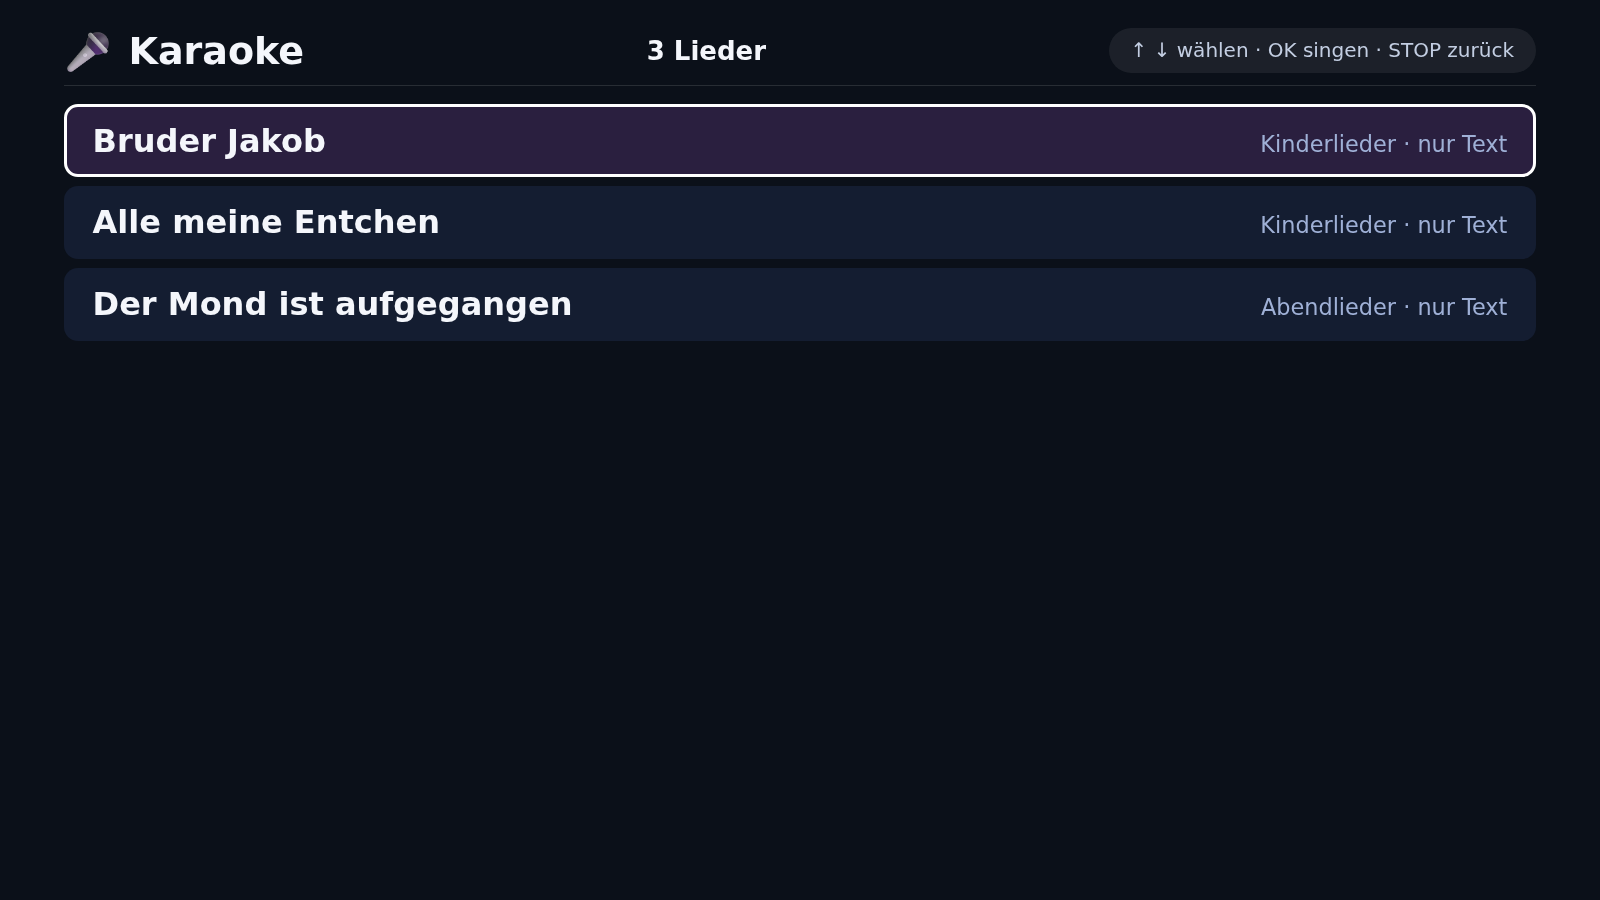 Karaoke
3 Lieder
↑ ↓ wählen · OK singen · STOP zurück
Bruder Jakob
Kinderlieder · nur Text
Alle meine Entchen
Kinderlieder · nur Text
Der Mond ist aufgegangen
Abendlieder · nur Text